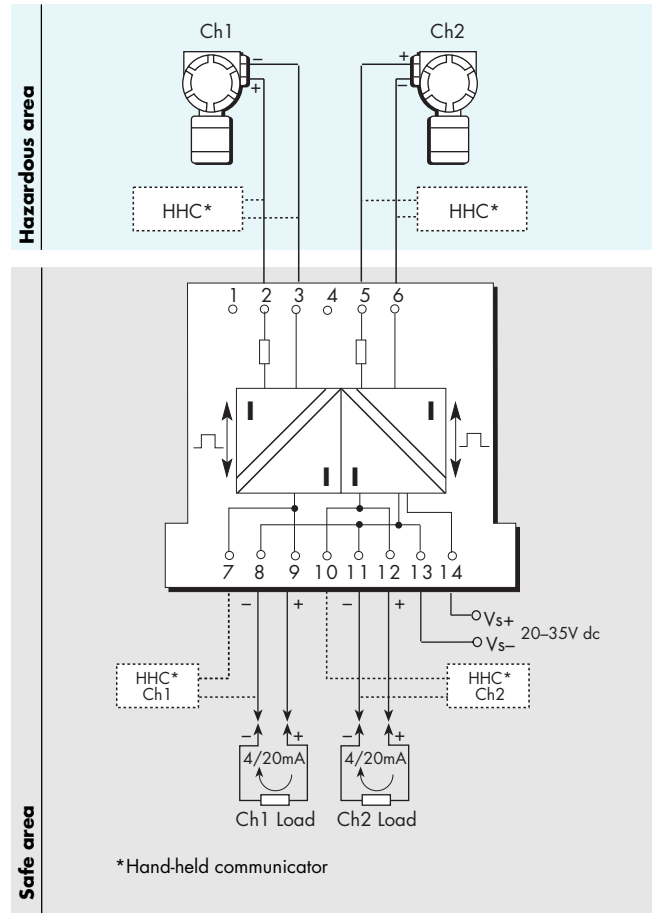 Hazardous area
Ch1 Ch2
– +
+ –
HHC* HHC*
Safe area
1 2 3 4 5 6
I I
I I
7 8 9 10 11 12 13 14
– + – +
Vs+
20–35V dc
Vs–
HHC*
Ch1
HHC*
Ch2
– + – +
4/20mA 4/20mA
Ch1 Load Ch2 Load
*Hand-held communicator